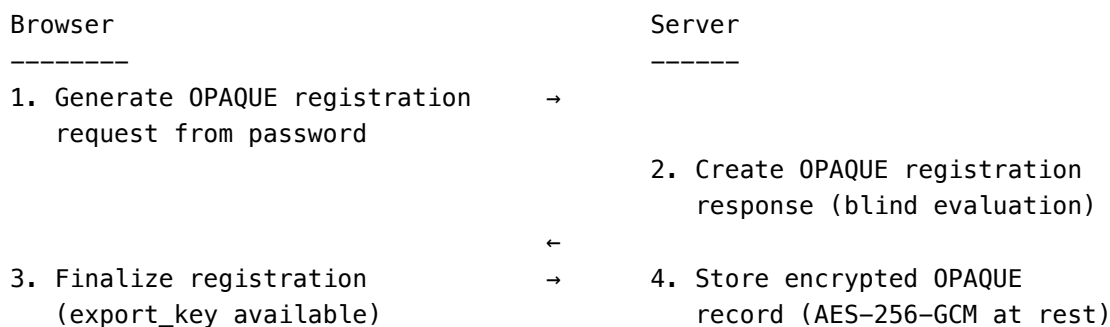 Browser                                    Server
--------                                   ------
1. Generate OPAQUE registration     →
   request from password
                                           2. Create OPAQUE registration
                                              response (blind evaluation)
                                    ←
3. Finalize registration            →      4. Store encrypted OPAQUE
   (export_key available)                     record (AES-256-GCM at rest)